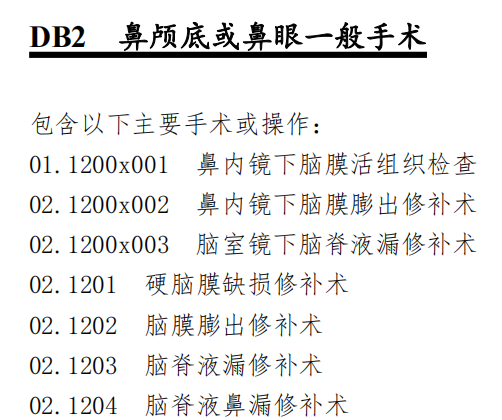 DB2 鼻颅底或鼻眼一般手术
包含以下主要手术或操作：
01.1200x001 鼻内镜下脑膜活组织检查
02.1200x002 鼻内镜下脑膜膨出修补术
02.1200x003 脑室镜下脑脊液漏修补术
02.1201 硬脑膜缺损修补术
02.1202 脑膜膨出修补术
02.1203 脑脊液漏修补术
02.1204 脑脊液鼻漏修补术